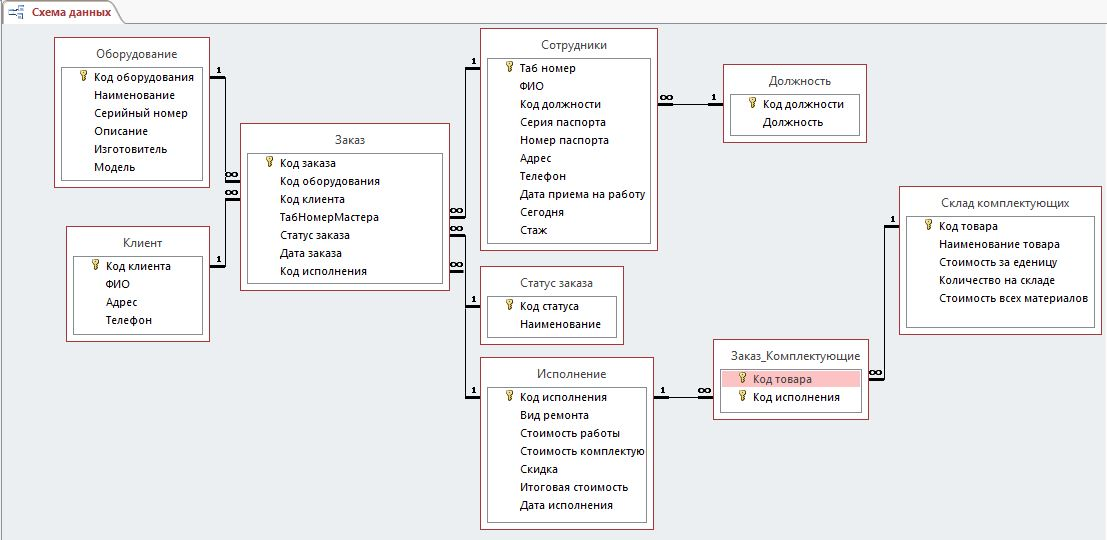 Схема данных
Оборудование
Код оборудования
Наименование
Серийный номер
Описание
Изготовитель
Модель
Клиент
Код клиента
ФИО
Адрес
Телефон
Заказ
Код заказа
Код оборудования
Код клиента
ТабНомерМастера
Статус заказа
Дата заказа
Код исполнения
Сотрудники
Таб номер
ФИО
Код должности
Серия паспорта
Номер паспорта
Адрес
Телефон
Дата приема на работу
Сегодня
Стаж
Статус заказа
Код статуса
Наименование
Исполнение
Код исполнения
Вид ремонта
Стоимость работы
Стоимость комплектую
Скидка
Итоговая стоимость
Дата исполнения
Должность
Код должности
Должность
Заказ_Комплектующие
Код товара
Код исполнения
Склад комплектующих
Код товара
Наименование товара
Стоимость за еденицу
Количество на складе
Стоимость всех материалов
1
∞
1
∞
1
∞
1
∞
1
∞
1
∞
1
∞
1
∞